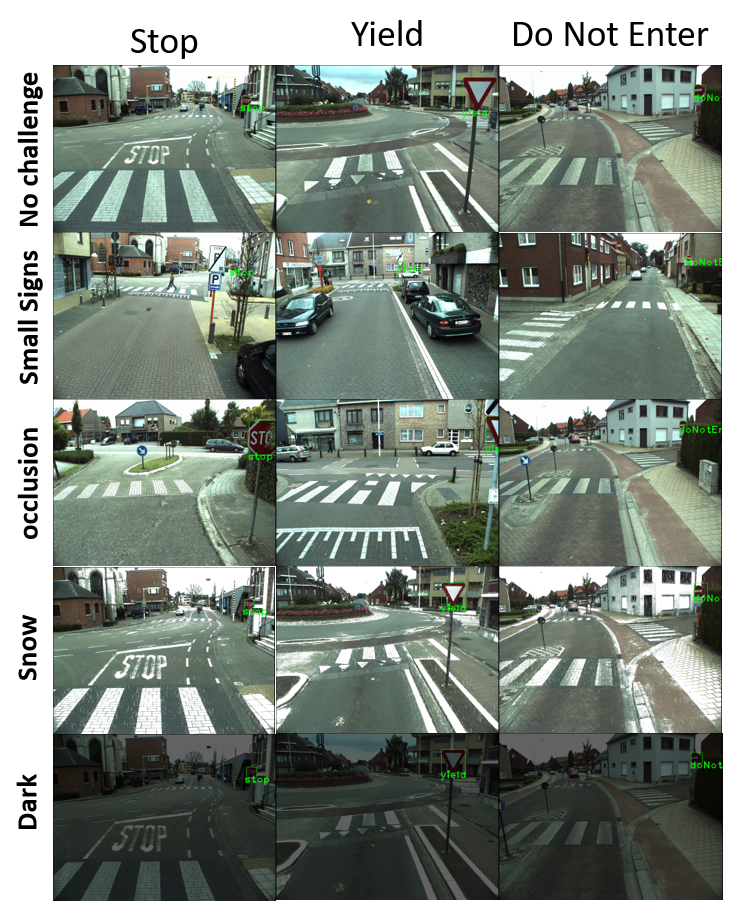 Stop
Yield
Do Not Enter
No challenge
stop
STOP
yield
doNo
Small Signs
P
stop
yield
doNotE
occlusion
STO
stop
doNotEr
Snow
stop
STOP
yield
doNo
Dark
stop
STOP
yield
doNot